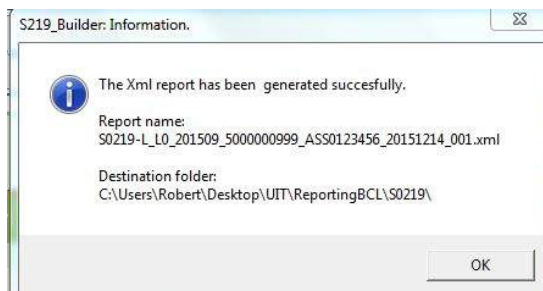 S219_Builder: Information.
The Xml report has been generated succesfully.
Report name:
S0219-L_L0_201509_5000000999_ASS0123456_20151214_001.xml
Destination folder:
C:\Users\Robert\Desktop\UIT\ReportingBCL\S0219\
OK